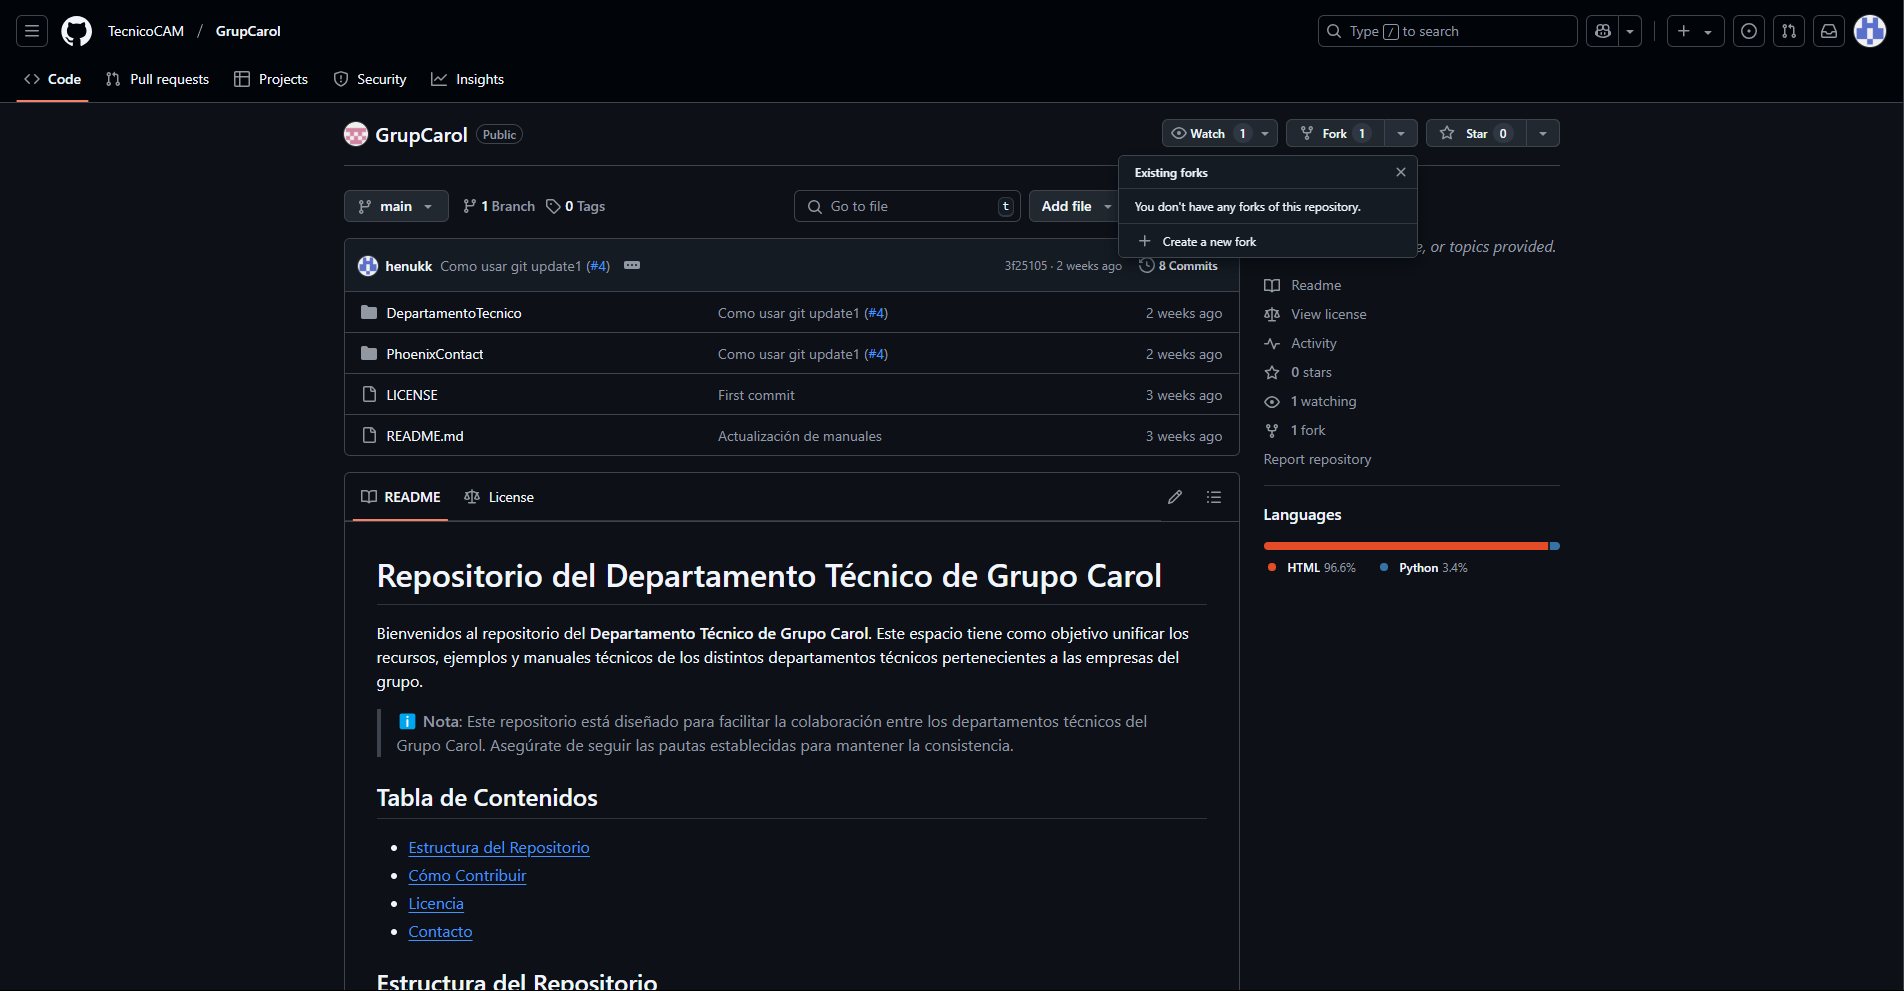 TecnicoCAM / GrupCarol
Type / to search
Code Pull requests Projects Security Insights
GrupCarol Public
Watch 1 Fork 1 Star 0
Existing forks
You don't have any forks of this repository.
Create a new fork
main 1 Branch 0 Tags Go to file t Add file
, or topics provided.
henukk Como usar git update1 (#4) 3f25105 · 2 weeks ago 8 Commits
DepartamentoTecnico Como usar git update1 (#4) 2 weeks ago
PhoenixContact Como usar git update1 (#4) 2 weeks ago
LICENSE First commit 3 weeks ago
README.md Actualización de manuales 3 weeks ago
Readme
View license
Activity
0 stars
1 watching
1 fork
Report repository
Languages
HTML 96.6% Python 3.4%
README License
Repositorio del Departamento Técnico de Grupo Carol
Bienvenidos al repositorio del Departamento Técnico de Grupo Carol. Este espacio tiene como objetivo unificar los
recursos, ejemplos y manuales técnicos de los distintos departamentos técnicos pertenecientes a las empresas del
grupo.
i Nota: Este repositorio está diseñado para facilitar la colaboración entre los departamentos técnicos del
Grupo Carol. Asegúrate de seguir las pautas establecidas para mantener la consistencia.
Tabla de Contenidos
Estructura del Repositorio
Cómo Contribuir
Licencia
Contacto
Estructura del Repositorio